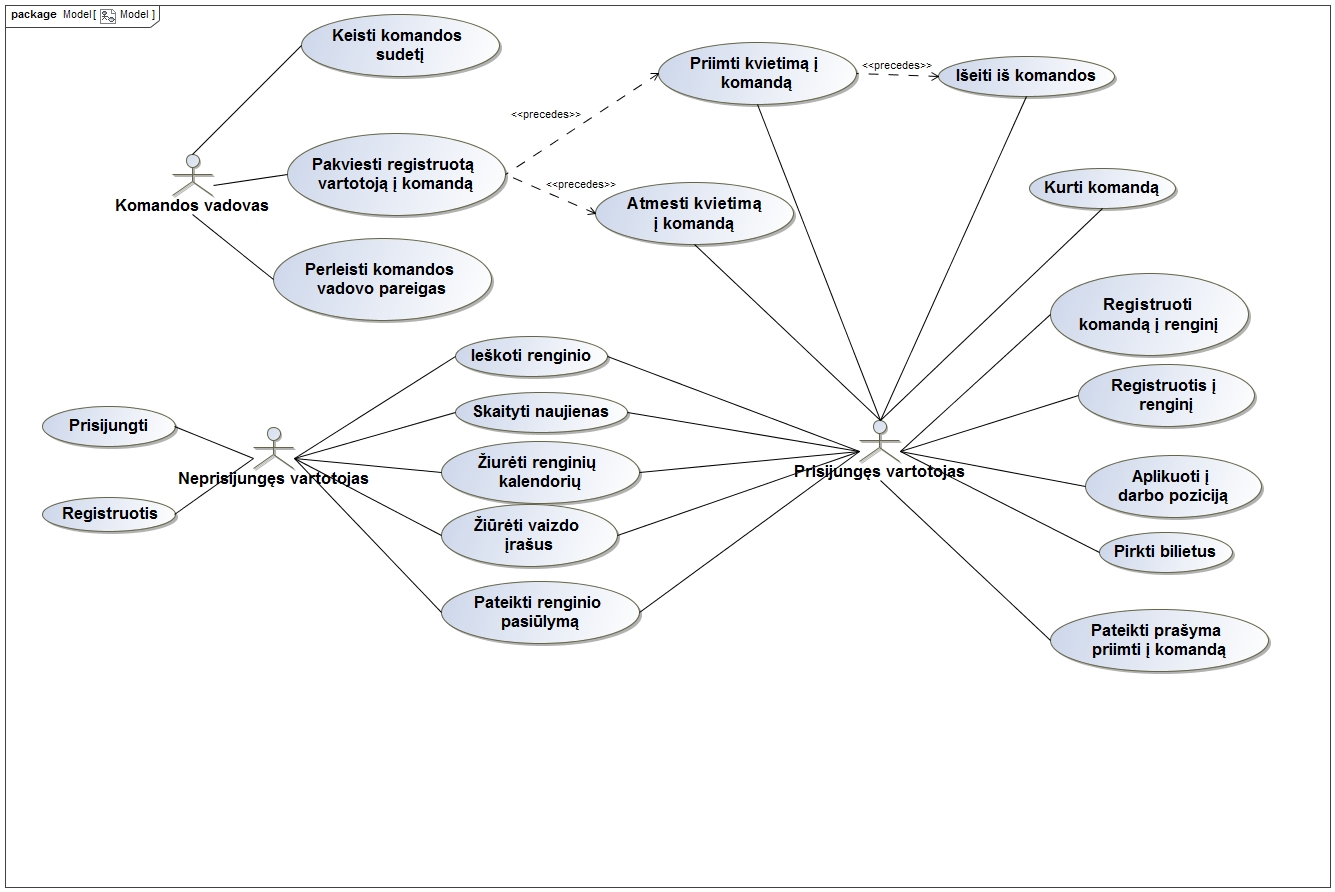 package Model [ Model ]
Keisti komandos
sudetį
Priimti kvietimą į
komandą
<<precedes>>
Išeiti iš komandos
<<precedes>>
Pakviesti registruotą
vartotoją į komandą
<<precedes>>
Komandos vadovas
Atmesti kvietimą
į komandą
Kurti komandą
Perleisti komandos
vadovo pareigas
Registruoti
komandą į renginį
Ieškoti renginio
Registruotis į
renginį
Skaityti naujienas
Prisijungti
Žiurėti renginių
kalendorių
Neprisijungęs vartotojas
Prisijungęs vartotojas
Aplikuoti į
darbo poziciją
Registruotis
Žiūrėti vaizdo
įrašus
Pirkti bilietus
Pateikti renginio
pasiūlymą
Pateikti prašyma
priimti į komandą